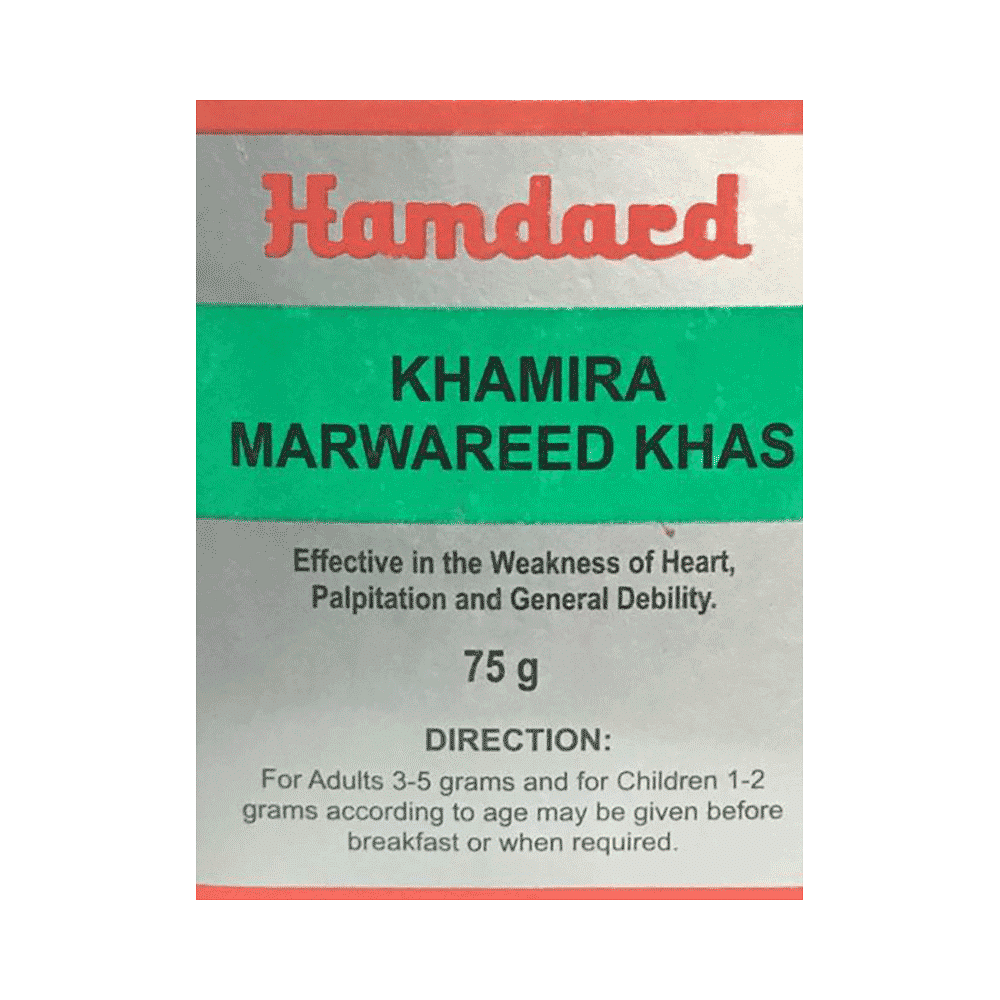 Hamdard
KHAMIRA
MARWAREED KHAS
Effective in the Weakness of Heart,
Palpitation and General Debility.
75 g
DIRECTION:
For Adults 3-5 grams and for Children 1-2
grams according to age may be given before
breakfast or when required.